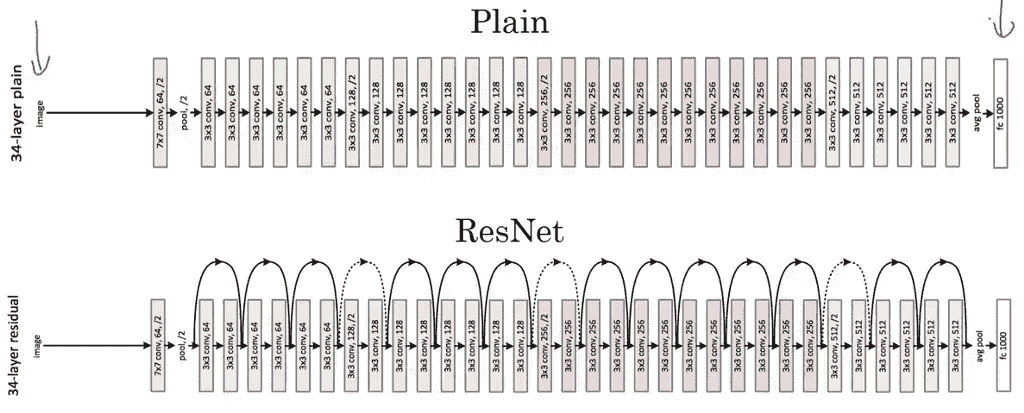 Plain
34-layer plain
image
7x7 conv, 64, /2
pool, /2
3x3 conv, 64
3x3 conv, 64
3x3 conv, 64
3x3 conv, 64
3x3 conv, 64
3x3 conv, 64
3x3 conv, 128, /2
3x3 conv, 128
3x3 conv, 128
3x3 conv, 128
3x3 conv, 128
3x3 conv, 128
3x3 conv, 128
3x3 conv, 128
3x3 conv, 256, /2
3x3 conv, 256
3x3 conv, 256
3x3 conv, 256
3x3 conv, 256
3x3 conv, 256
3x3 conv, 256
3x3 conv, 256
3x3 conv, 256
3x3 conv, 256
3x3 conv, 256
3x3 conv, 256
3x3 conv, 512, /2
3x3 conv, 512
3x3 conv, 512
3x3 conv, 512
3x3 conv, 512
3x3 conv, 512
avg pool
fc 1000
ResNet
34-layer residual
image
7x7 conv, 64, /2
pool, /2
3x3 conv, 64
3x3 conv, 64
3x3 conv, 64
3x3 conv, 64
3x3 conv, 64
3x3 conv, 64
3x3 conv, 128, /2
3x3 conv, 128
3x3 conv, 128
3x3 conv, 128
3x3 conv, 128
3x3 conv, 128
3x3 conv, 128
3x3 conv, 128
3x3 conv, 256, /2
3x3 conv, 256
3x3 conv, 256
3x3 conv, 256
3x3 conv, 256
3x3 conv, 256
3x3 conv, 256
3x3 conv, 256
3x3 conv, 256
3x3 conv, 256
3x3 conv, 256
3x3 conv, 256
3x3 conv, 512, /2
3x3 conv, 512
3x3 conv, 512
3x3 conv, 512
3x3 conv, 512
3x3 conv, 512
avg pool
fc 1000